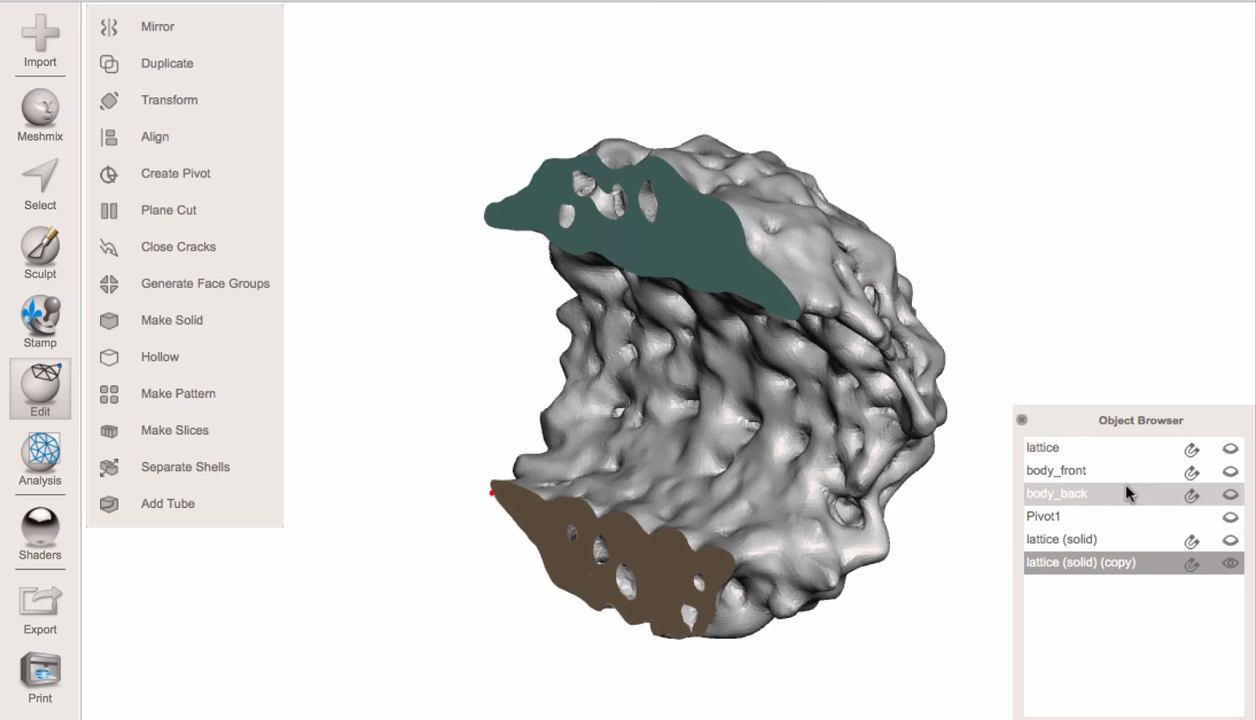 Import
Meshmix
Select
Sculpt
Stamp
Edit
Analysis
Shaders
Export
Print
Mirror
Duplicate
Transform
Align
Create Pivot
Plane Cut
Close Cracks
Generate Face Groups
Make Solid
Hollow
Make Pattern
Make Slices
Separate Shells
Add Tube
Object Browser
lattice
body_front
body_back
Pivot1
lattice (solid)
lattice (solid) (copy)